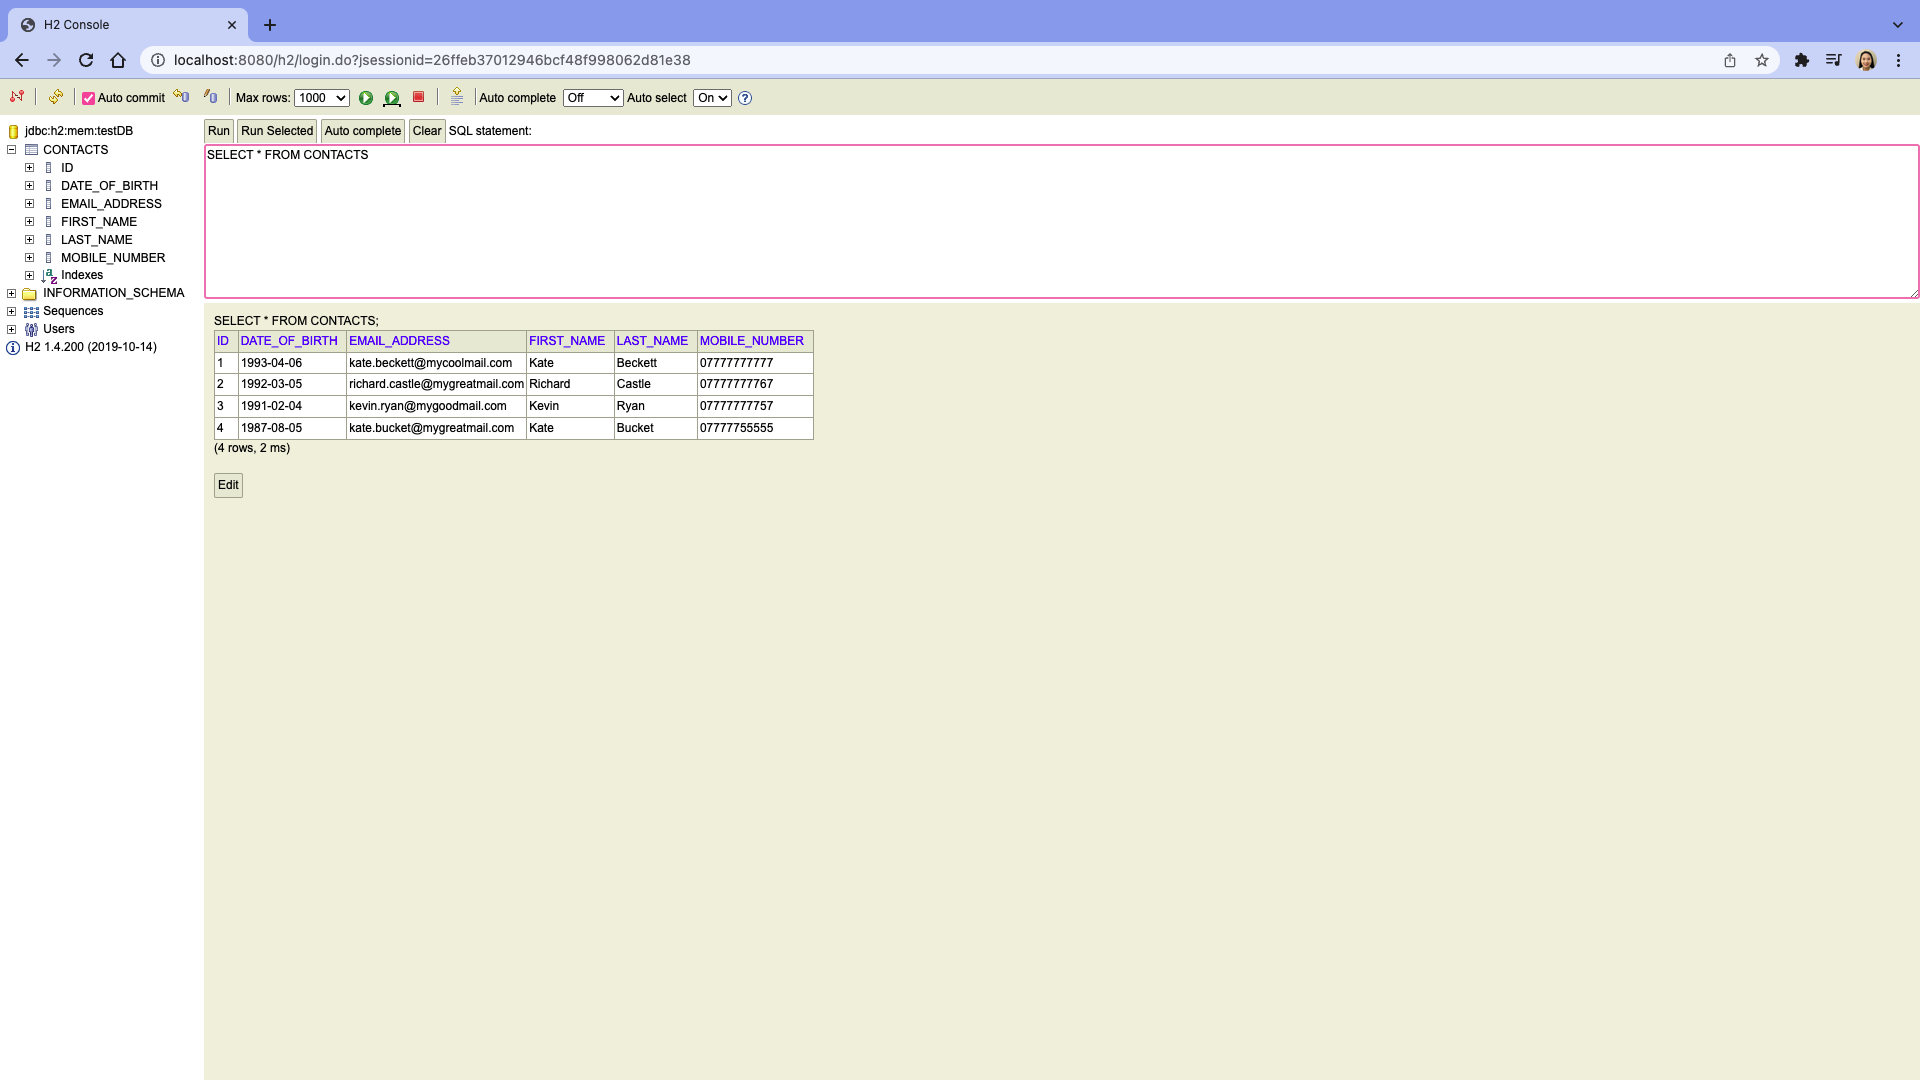 H2 Console
localhost:8080/h2/login.do?jsessionid=26ffeb37012946bcf48f998062d81e38
Auto commit Max rows: 1000 Auto complete Off Auto select On
jdbc:h2:mem:testDB
CONTACTS
ID
DATE_OF_BIRTH
EMAIL_ADDRESS
FIRST_NAME
LAST_NAME
MOBILE_NUMBER
Indexes
INFORMATION_SCHEMA
Sequences
Users
H2 1.4.200 (2019-10-14)
Run Run Selected Auto complete Clear SQL statement:
SELECT * FROM CONTACTS
SELECT * FROM CONTACTS;
ID DATE_OF_BIRTH EMAIL_ADDRESS FIRST_NAME LAST_NAME MOBILE_NUMBER
1 1993-04-06 kate.beckett@mycoolmail.com Kate Beckett 07777777777
2 1992-03-05 richard.castle@mygreatmail.com Richard Castle 07777777767
3 1991-02-04 kevin.ryan@mygoodmail.com Kevin Ryan 07777777757
4 1987-08-05 kate.bucket@mygreatmail.com Kate Bucket 07777755555
(4 rows, 2 ms)
Edit